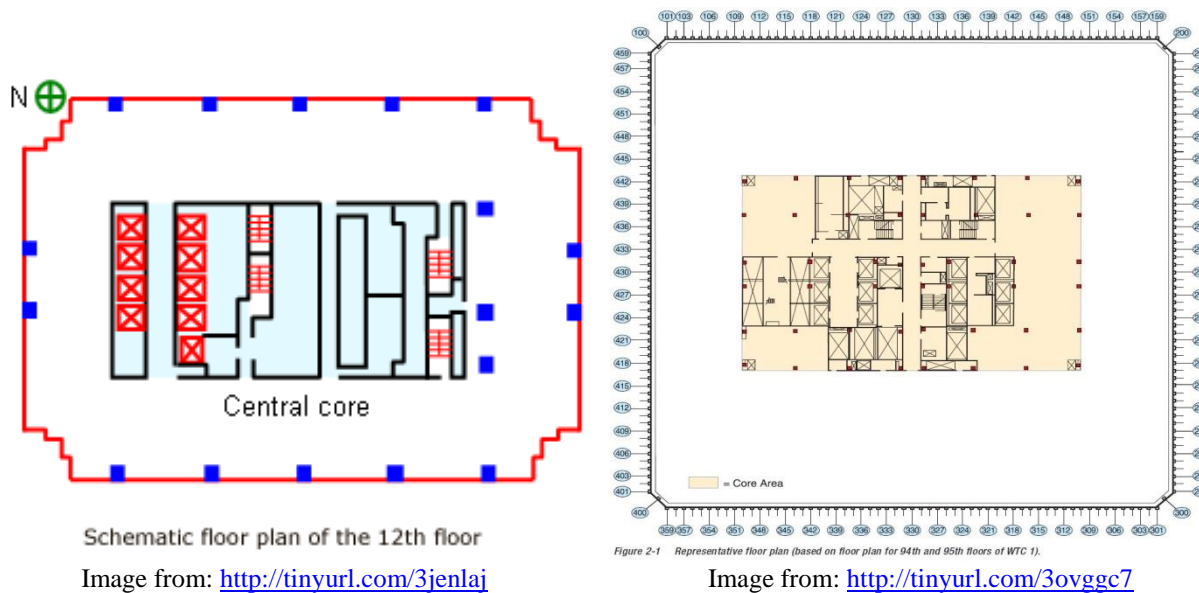 N
Central core
Schematic floor plan of the 12th floor
Image from: http://tinyurl.com/3jenlaj
101 103 106 109 112 115 118 121 124 127 130 133 136 139 142 145 148 151 154 157 159
100 200
459
457
454
451
448
445
442
439
436
433
430
427
424
421
418
415
412
409
406
403
401
400 300
359 357 354 351 348 345 342 339 336 333 330 327 324 321 318 315 312 309 306 303 301
= Core Area
Figure 2-1 Representative floor plan (based on floor plan for 94th and 95th floors of WTC 1).
Image from: http://tinyurl.com/3ovggc7